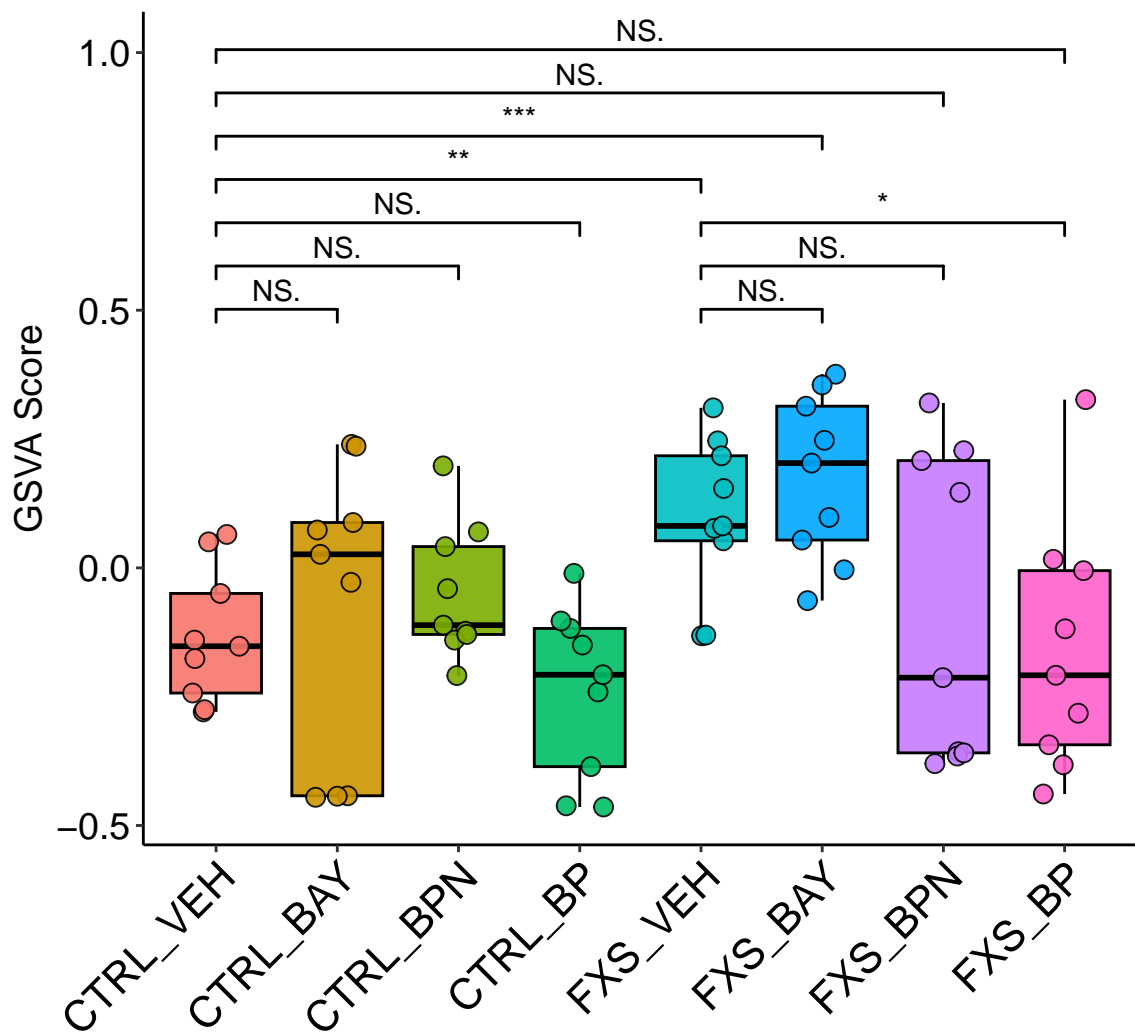 NS.
1.0
NS.
***
**
NS.
*
NS.
NS.
NS.
NS.
0.5
GSVA Score
0.0
−0.5
CTRL_VEH
CTRL_BAY
CTRL_BPN
CTRL_BP
FXS_VEH
FXS_BAY
FXS_BPN
FXS_BP